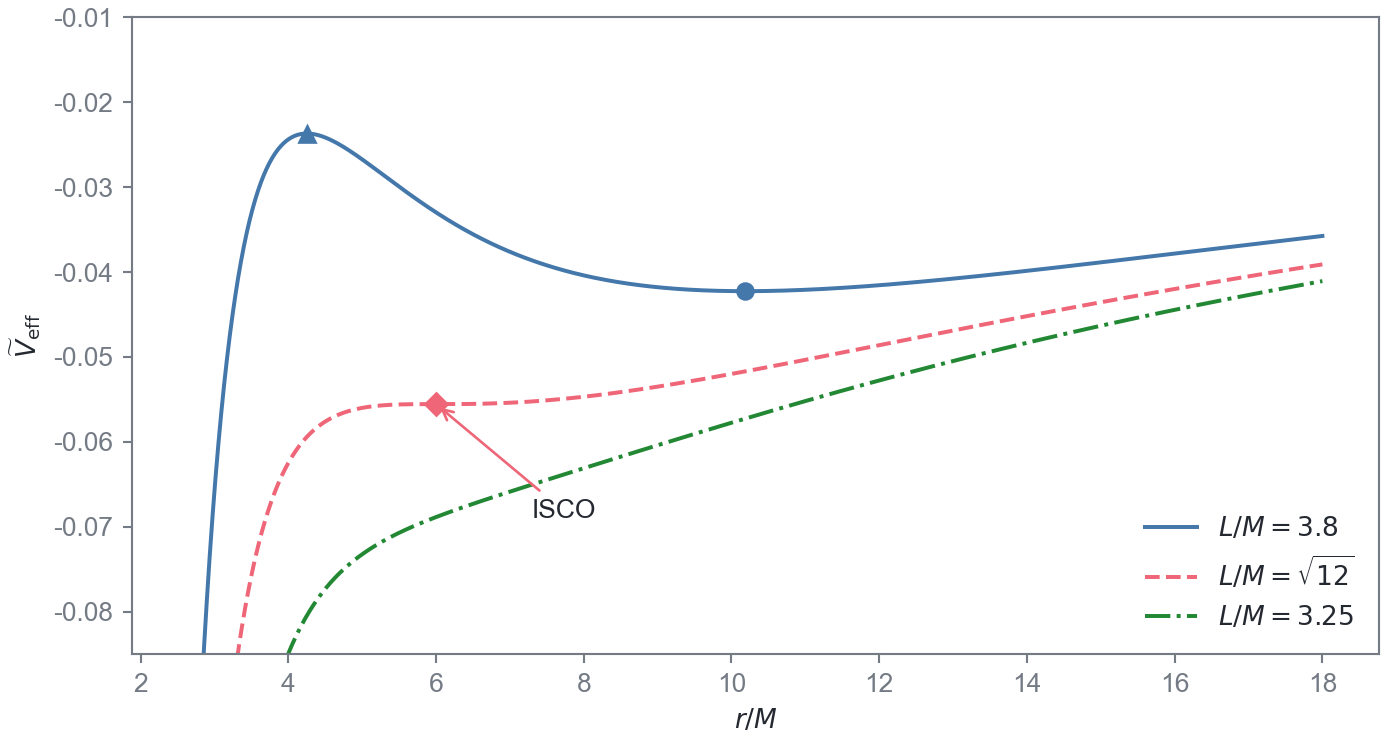 -0.01
-0.02
-0.03
-0.04
-0.05
-0.06
-0.07
-0.08
Ṽeff
ISCO
L/M = 3.8
L/M = √12
L/M = 3.25
2 4 6 8 10 12 14 16 18
r/M